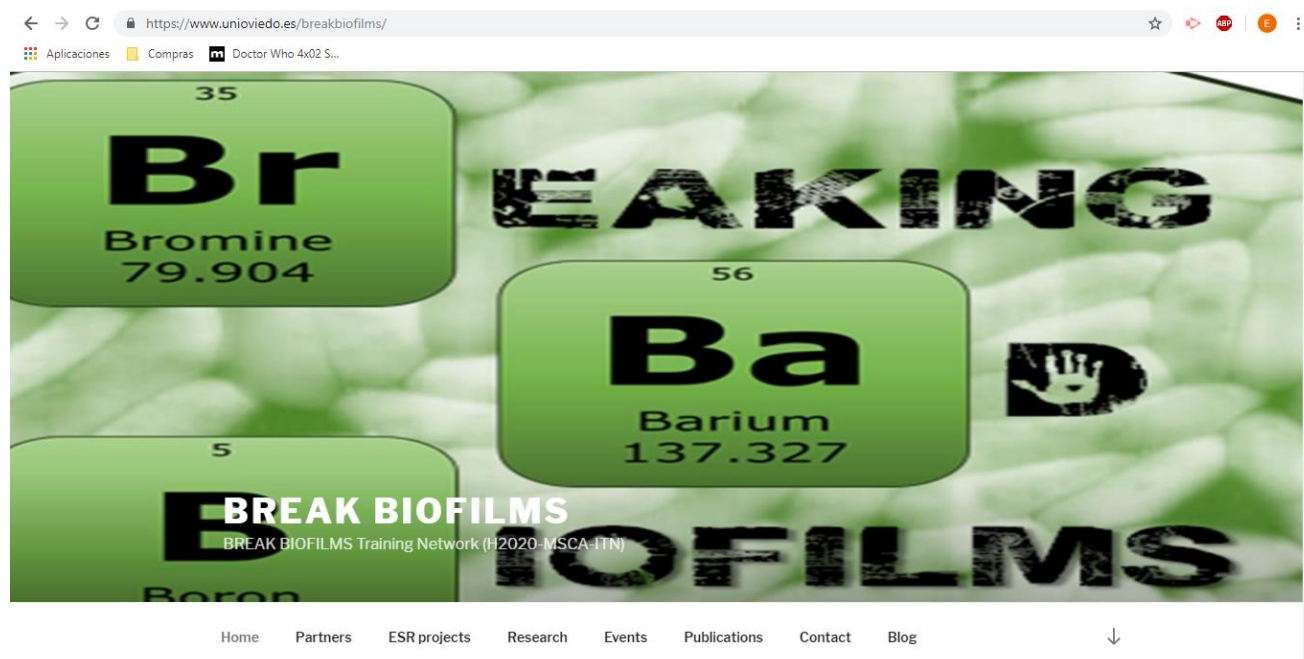 https://www.unioviedo.es/breakbiofilms/
ABP
E
Aplicaciones
Compras
m Doctor Who 4x02 S...
35
Br EAKING
Bromine
79.904
56
Ba D
Barium
137.327
5
B IOFILMS
Boron
BREAK BIOFILMS
BREAK BIOFILMS Training Network (H2020-MSCA-ITN)
Home Partners ESR projects Research Events Publications Contact Blog